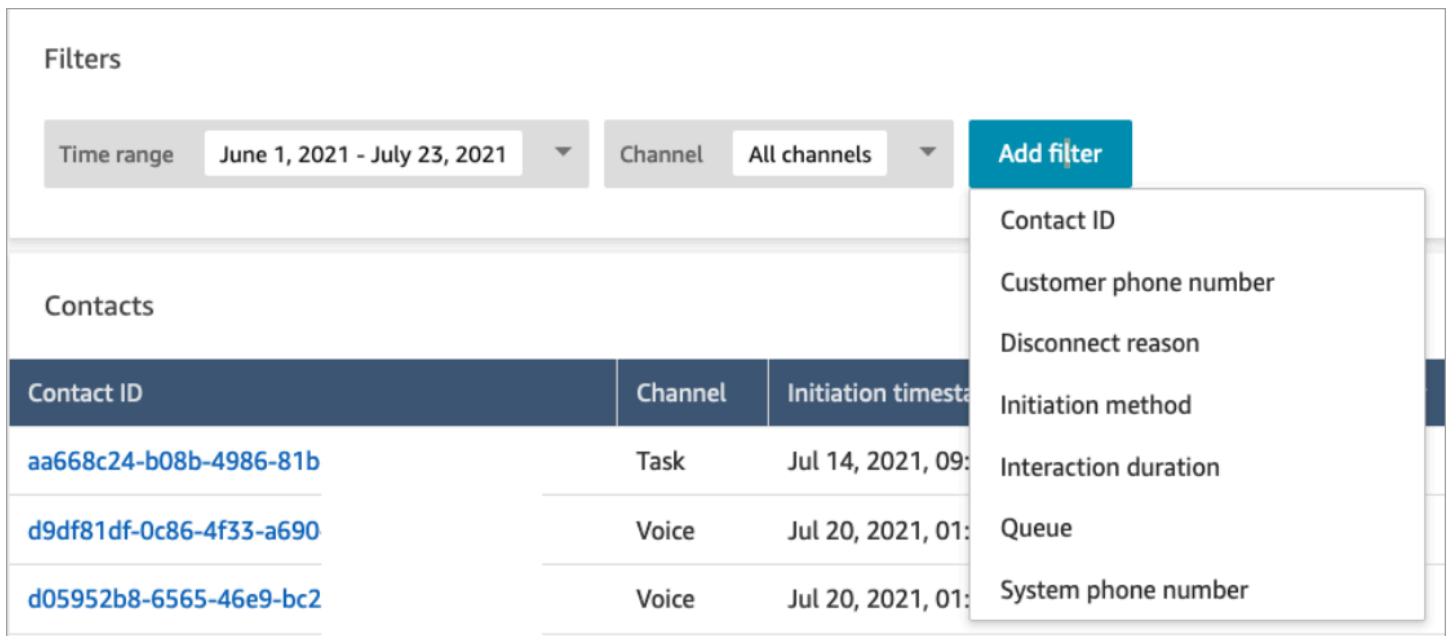 Filters
Time range June 1, 2021 - July 23, 2021 Channel All channels Add filter
Contact ID
Customer phone number
Disconnect reason
Initiation method
Interaction duration
Queue
System phone number
Contacts
Contact ID Channel Initiation timesta
aa668c24-b08b-4986-81b Task Jul 14, 2021, 09:
d9df81df-0c86-4f33-a690 Voice Jul 20, 2021, 01:
d05952b8-6565-46e9-bc2 Voice Jul 20, 2021, 01: